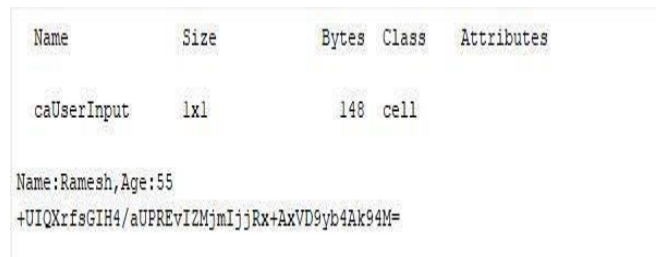 Name Size Bytes Class Attributes
caUserInput 1x1 148 cell
Name:Ramesh,Age:55
+UIQXrfsGIH4/aUPREvIZMjmIjjRx+AxVD9yb4Ak94M=